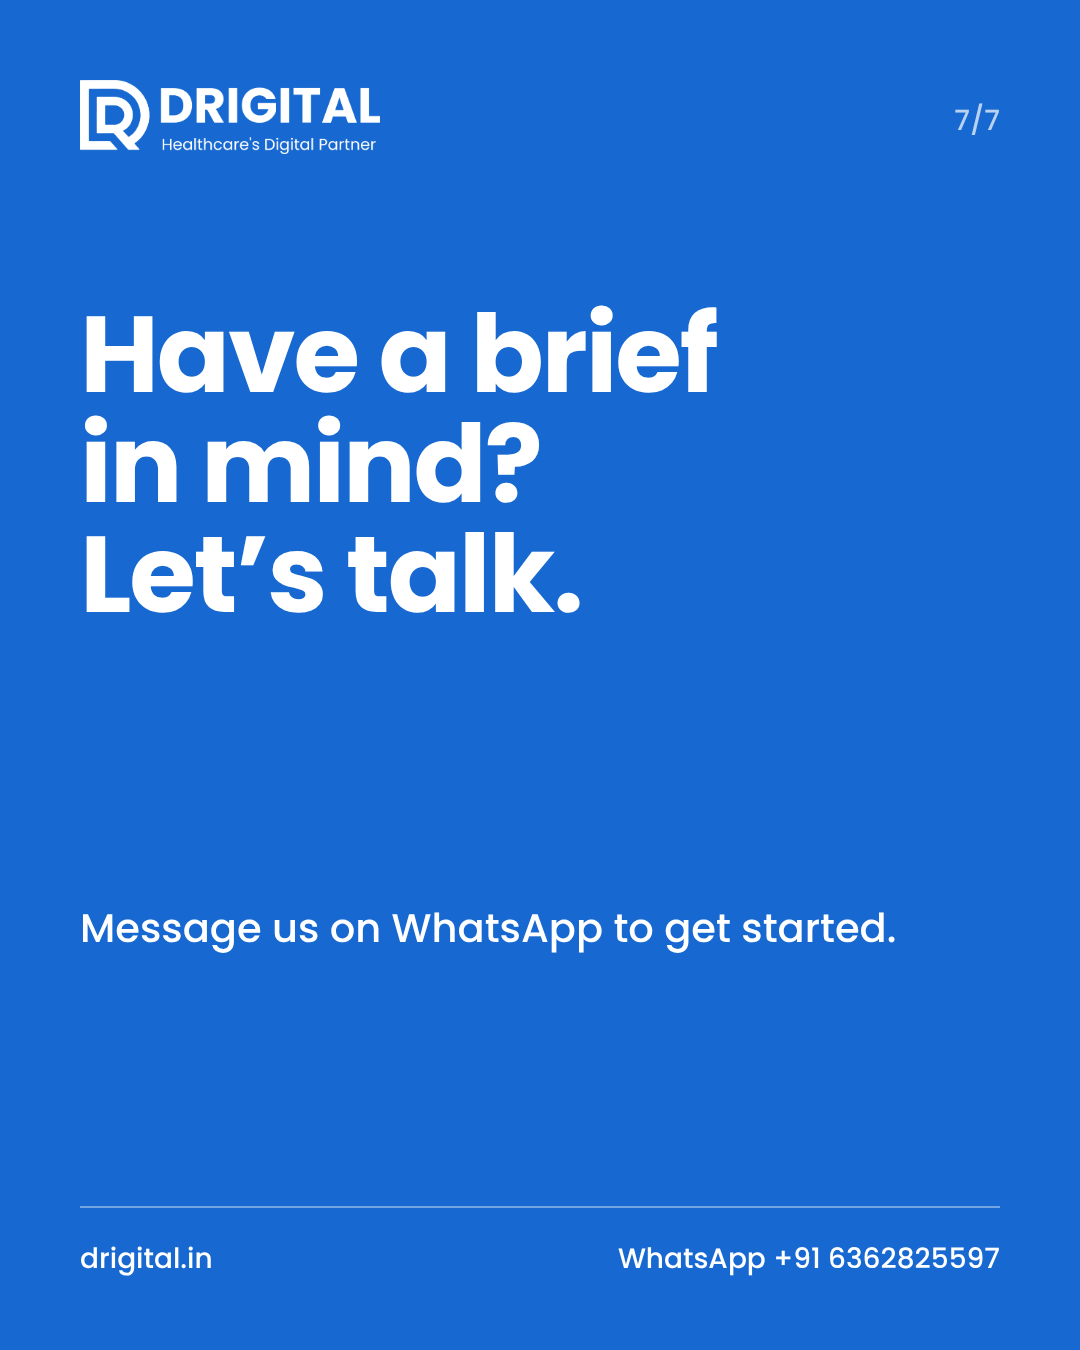 DRIGITAL
Healthcare's Digital Partner
7/7
Have a brief
in mind?
Let’s talk.
Message us on WhatsApp to get started.
drigital.in
WhatsApp +91 6362825597